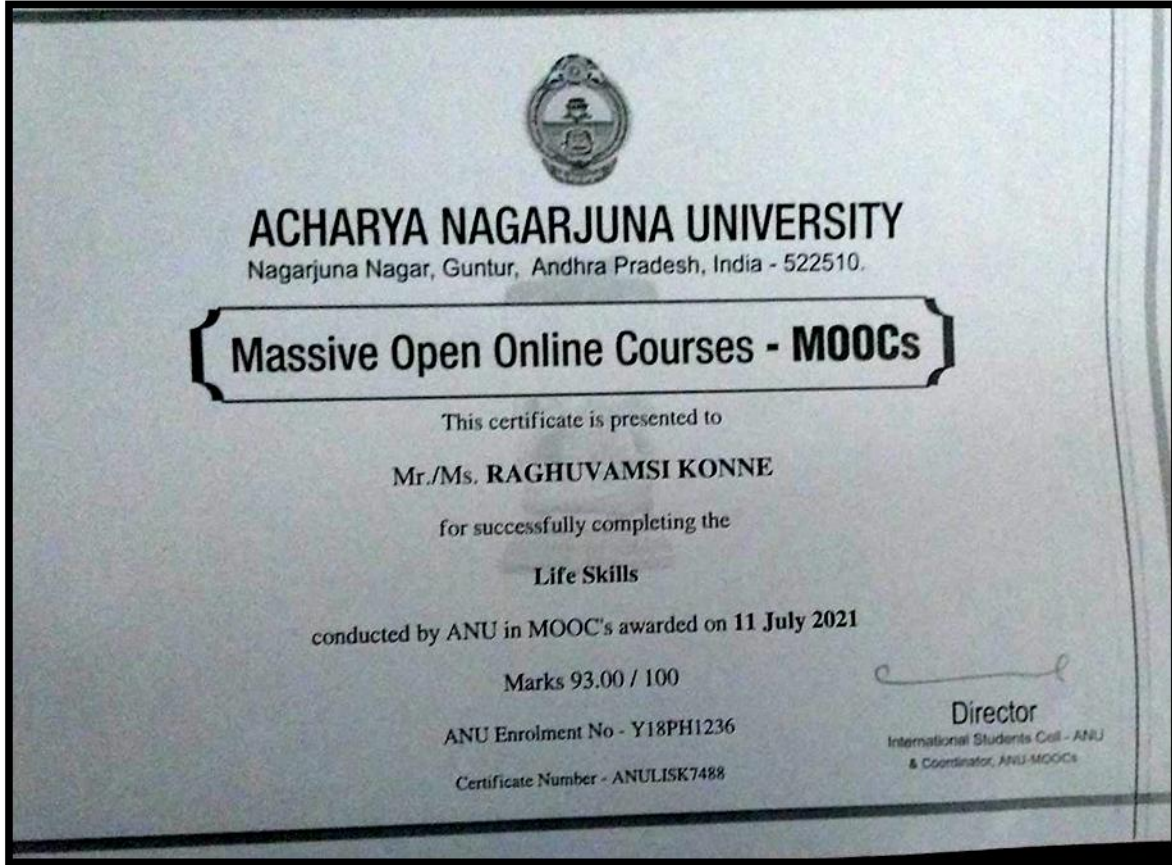 ACHARYA NAGARJUNA UNIVERSITY
Nagarjuna Nagar, Guntur, Andhra Pradesh, India - 522510.
Massive Open Online Courses - MOOCs
This certificate is presented to
Mr./Ms. RAGHUVAMSI KONNE
for successfully completing the
Life Skills
conducted by ANU in MOOC's awarded on 11 July 2021
Marks 93.00 / 100
ANU Enrolment No - Y18PH1236
Certificate Number - ANULISK7488
Director
International Students Cell - ANU
& Coordinator, ANU-MOOCs